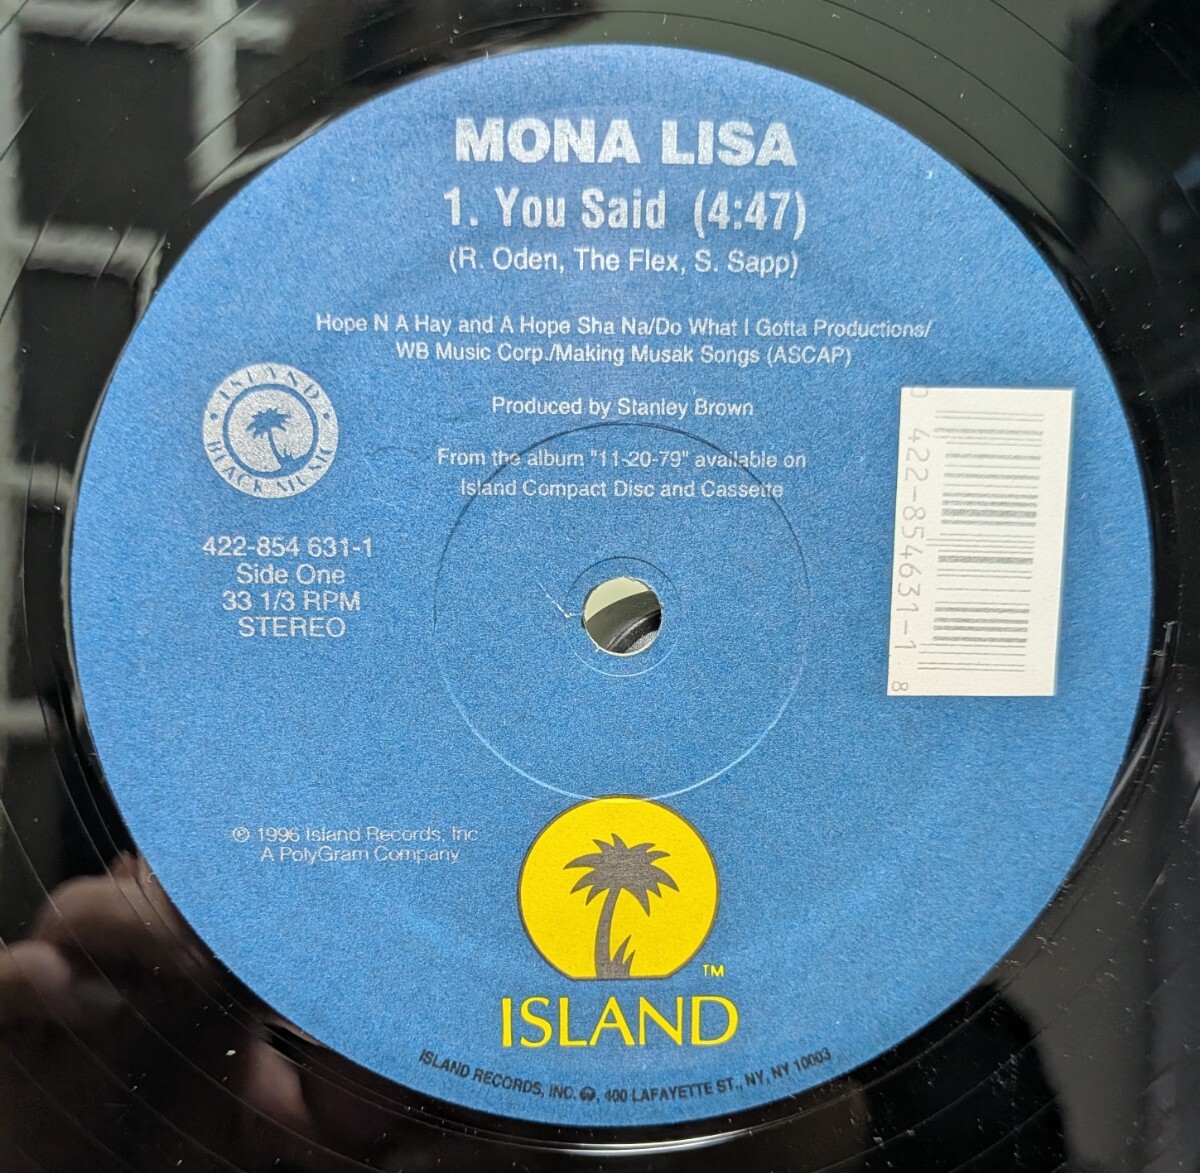 MONA LISA
1. You Said (4:47)
(R. Oden, The Flex, S. Sapp)
Hope N A Hay and A Hope Sha Na/Do What I Gotta Productions/
WB Music Corp./Making Musak Songs (ASCAP)
Produced by Stanley Brown
From the album "11-20-79" available on
Island Compact Disc and Cassette
• ISLAND •
BLACK MUSIC
422-854 631-1
Side One
33 1/3 RPM
STEREO
0 422-854631-1 8
℗ 1996 Island Records, Inc
A PolyGram Company
TM
ISLAND
ISLAND RECORDS, INC. , 400 LAFAYETTE ST., NY, NY 10003